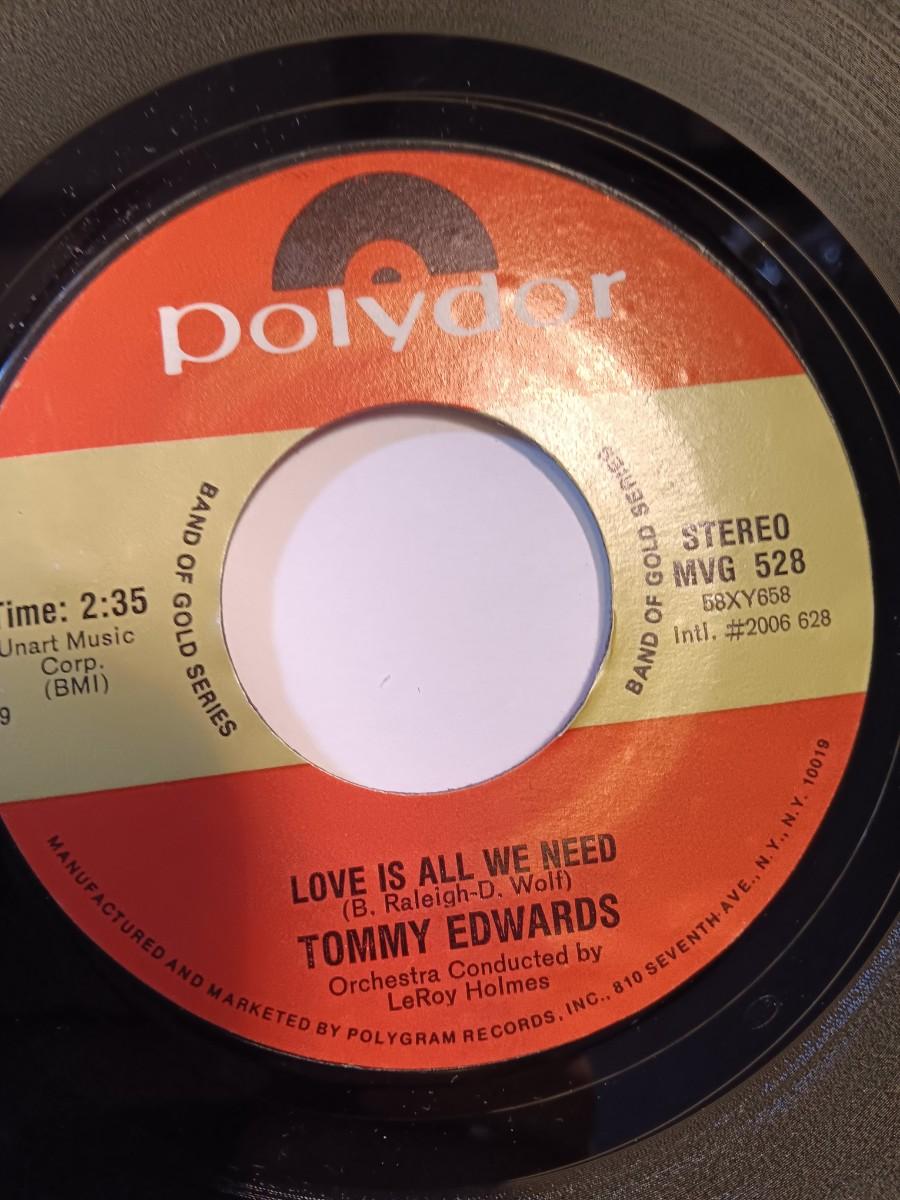 polydor
BAND OF GOLD SERIES
BAND OF GOLD SERIES
Time: 2:35
Unart Music
Corp.
(BMI)
9
STEREO
MVG 528
58XY658
Intl. #2006 628
LOVE IS ALL WE NEED
(B. Raleigh-D. Wolf)
TOMMY EDWARDS
Orchestra Conducted by
LeRoy Holmes
MANUFACTURED AND MARKETED BY POLYGRAM RECORDS, INC., 810 SEVENTH AVE., N.Y., N.Y. 10019